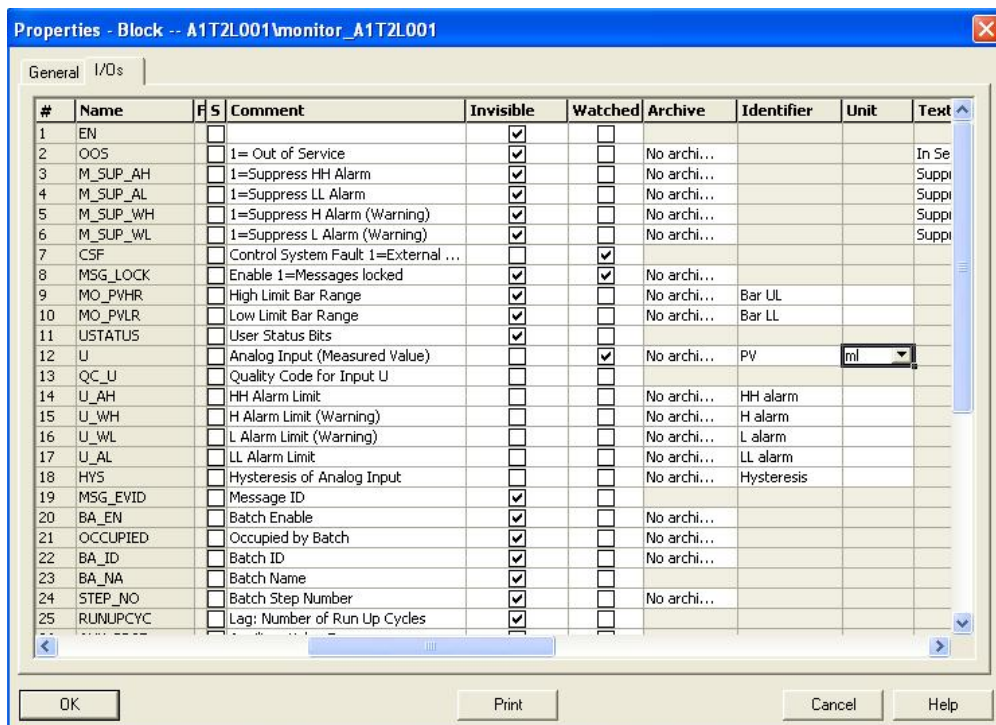 Properties - Block -- A1T2L001\monitor_A1T2L001
General I/Os
# Name F S Comment Invisible Watched Archive Identifier Unit Text
1 EN
2 OOS 1= Out of Service No archi... In Se
3 M_SUP_AH 1=Suppress HH Alarm No archi... Suppr
4 M_SUP_AL 1=Suppress LL Alarm No archi... Suppr
5 M_SUP_WH 1=Suppress H Alarm (Warning) No archi... Suppr
6 M_SUP_WL 1=Suppress L Alarm (Warning) No archi... Suppr
7 CSF Control System Fault 1=External ...
8 MSG_LOCK Enable 1=Messages locked No archi...
9 MO_PVHR High Limit Bar Range No archi... Bar UL
10 MO_PVLR Low Limit Bar Range No archi... Bar LL
11 USTATUS User Status Bits
12 U Analog Input (Measured Value) No archi... PV ml
13 QC_U Quality Code for Input U
14 U_AH HH Alarm Limit No archi... HH alarm
15 U_WH H Alarm Limit (Warning) No archi... H alarm
16 U_WL L Alarm Limit (Warning) No archi... L alarm
17 U_AL LL Alarm Limit No archi... LL alarm
18 HYS Hysteresis of Analog Input No archi... Hysteresis
19 MSG_EVID Message ID
20 BA_EN Batch Enable No archi...
21 OCCUPIED Occupied by Batch No archi...
22 BA_ID Batch ID No archi...
23 BA_NA Batch Name
24 STEP_NO Batch Step Number No archi...
25 RUNUPCYC Lag: Number of Run Up Cycles
OK Print Cancel Help